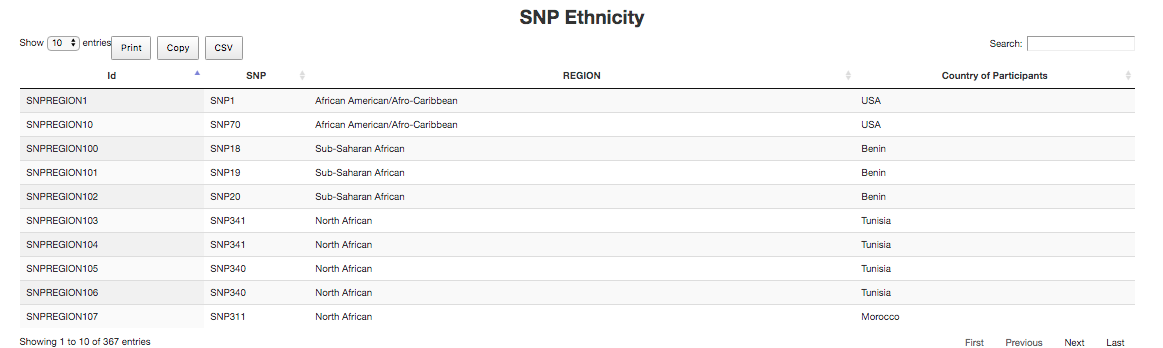 SNP Ethnicity
Show 10 entries Print Copy CSV Search:
Id SNP REGION Country of Participants
SNPREGION1 SNP1 African American/Afro-Caribbean USA
SNPREGION10 SNP70 African American/Afro-Caribbean USA
SNPREGION100 SNP18 Sub-Saharan African Benin
SNPREGION101 SNP19 Sub-Saharan African Benin
SNPREGION102 SNP20 Sub-Saharan African Benin
SNPREGION103 SNP341 North African Tunisia
SNPREGION104 SNP341 North African Tunisia
SNPREGION105 SNP340 North African Tunisia
SNPREGION106 SNP340 North African Tunisia
SNPREGION107 SNP311 North African Morocco
Showing 1 to 10 of 367 entries First Previous Next Last